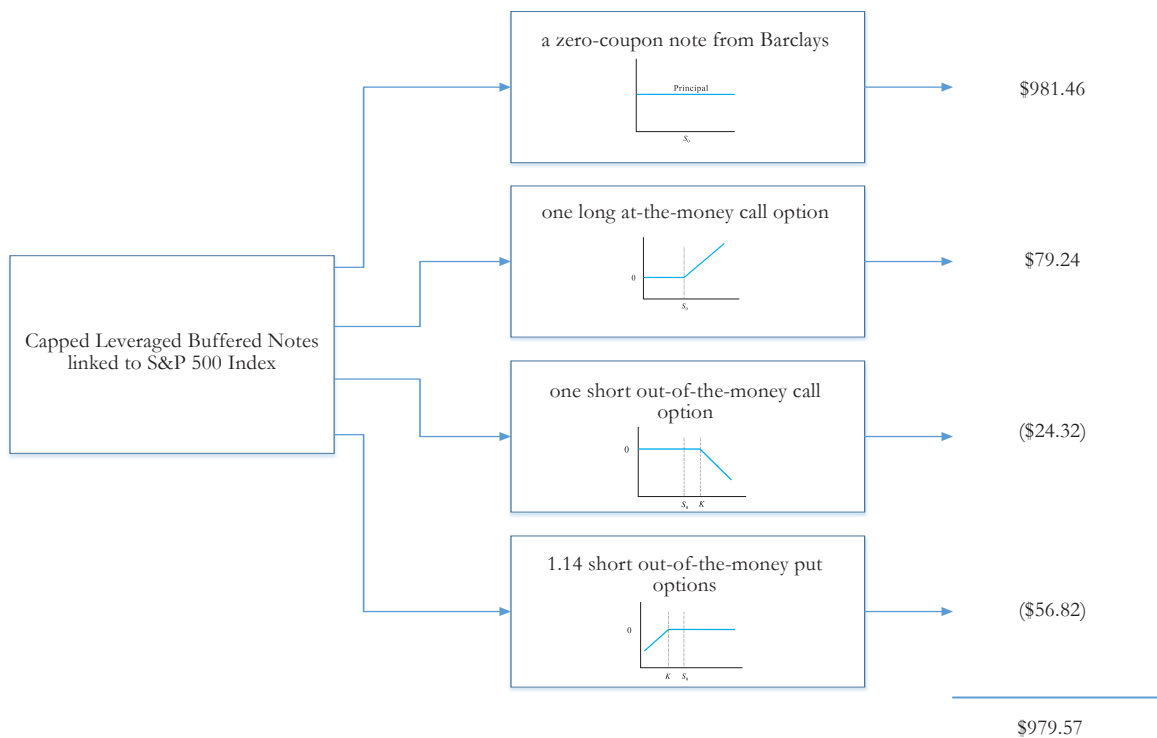 a zero-coupon note from Barclays
Principal
S₀
$981.46
one long at-the-money call option
0
S₀
$79.24
Capped Leveraged Buffered Notes
linked to S&P 500 Index
one short out-of-the-money call
option
0
S₀ K
($24.32)
1.14 short out-of-the-money put
options
0
K S₀
($56.82)
$979.57